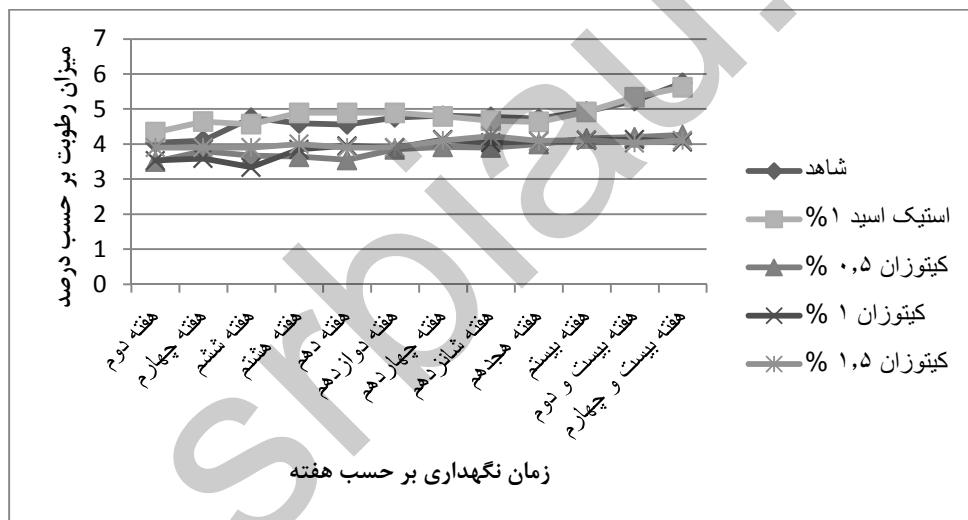 میزان رطوبت بر حسب درصد
7
6
5
4
3
2
1
0
هفته دوم
هفته چهارم
هفته ششم
هفته هشتم
هفته دهم
هفته دوازدهم
هفته چهاردهم
هفته شانزدهم
هفته هجدهم
هفته بیستم
هفته بیست و دوم
هفته بیست و چهارم
زمان نگهداری بر حسب هفته
شاهد
استیک اسید ۱%
کیتوزان ۰,۵ %
کیتوزان ۱ %
کیتوزان ۱,۵ %
srbiau.